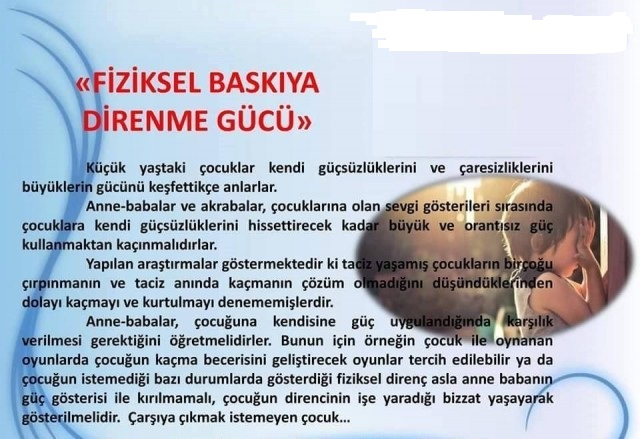 «FİZİKSEL BASKIYA
DİRENME GÜCÜ»
Küçük yaştaki çocuklar kendi güçsüzlüklerini ve çaresizliklerini
büyüklerin gücünü keşfettikçe anlarlar.
Anne-babalar ve akrabalar, çocuklarına olan sevgi gösterileri sırasında
çocuklara kendi güçsüzlüklerini hissettirecek kadar büyük ve orantısız güç
kullanmaktan kaçınmalıdırlar.
Yapılan araştırmalar göstermektedir ki taciz yaşamış çocukların birçoğu
çırpınmanın ve taciz anında kaçmanın çözüm olmadığını düşündüklerinden
dolayı kaçmayı ve kurtulmayı denememişlerdir.
Anne-babalar, çocuğuna kendisine güç uygulandığında karşılık
verilmesi gerektiğini öğretmelidirler. Bunun için örneğin çocuk ile oynanan
oyunlarda çocuğun kaçma becerisini geliştirecek oyunlar tercih edilebilir ya da
çocuğun istemediği bazı durumlarda gösterdiği fiziksel direnç asla anne babanın
güç gösterisi ile kırılmamalı, çocuğun direncinin işe yaradığı bizzat yaşayarak
gösterilmelidir. Çarşıya çıkmak istemeyen çocuk...